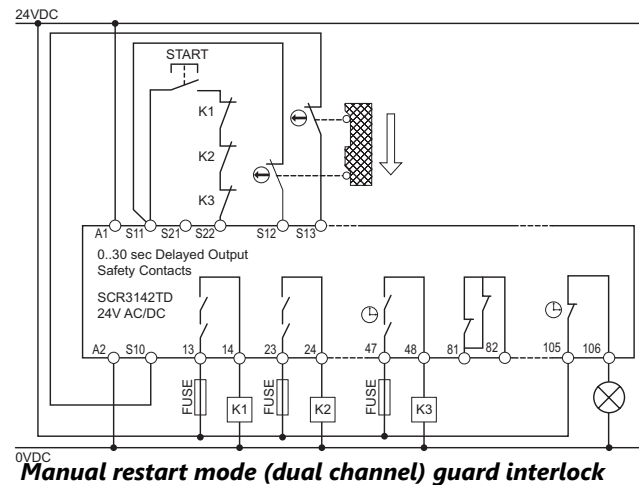 24VDC
START
K1
K2
K3
A1 S11 S21 S22 S12 S13
0..30 sec Delayed Output
Safety Contacts
SCR3142TD
24V AC/DC
A2 S10 13 14 23 24 47 48 81 82 105 106
FUSE K1 FUSE K2 FUSE K3
0VDC
Manual restart mode (dual channel) guard interlock